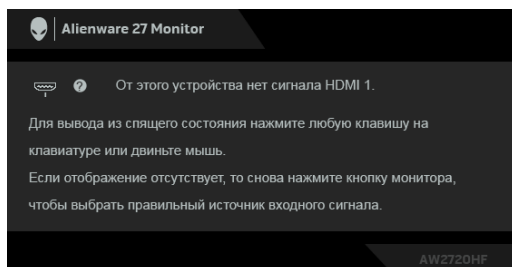 Alienware 27 Monitor
От этого устройства нет сигнала HDMI 1.
Для вывода из спящего состояния нажмите любую клавишу на
клавиатуре или двиньте мышь.
Если отображение отсутствует, то снова нажмите кнопку монитора,
чтобы выбрать правильный источник входного сигнала.
AW2720HF